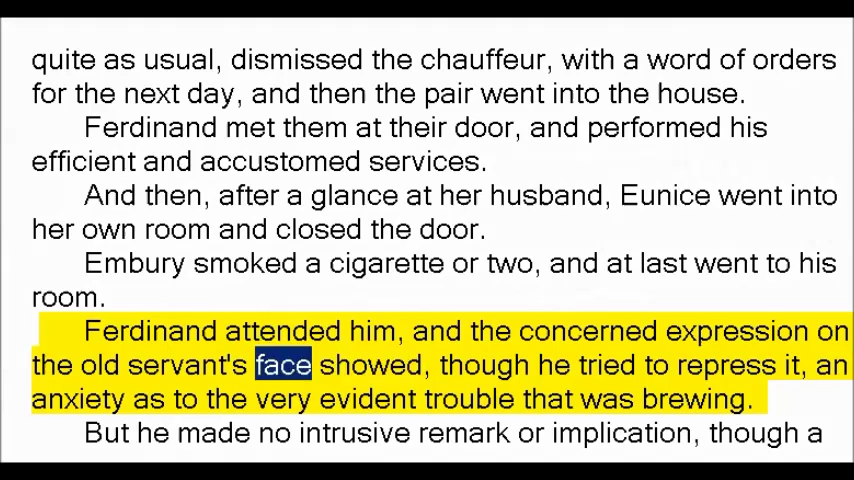 quite as usual, dismissed the chauffeur, with a word of orders
for the next day, and then the pair went into the house.
Ferdinand met them at their door, and performed his
efficient and accustomed services.
And then, after a glance at her husband, Eunice went into
her own room and closed the door.
Embury smoked a cigarette or two, and at last went to his
room.
Ferdinand attended him, and the concerned expression on
the old servant's face showed, though he tried to repress it, an
anxiety as to the very evident trouble that was brewing.
But he made no intrusive remark or implication, though a